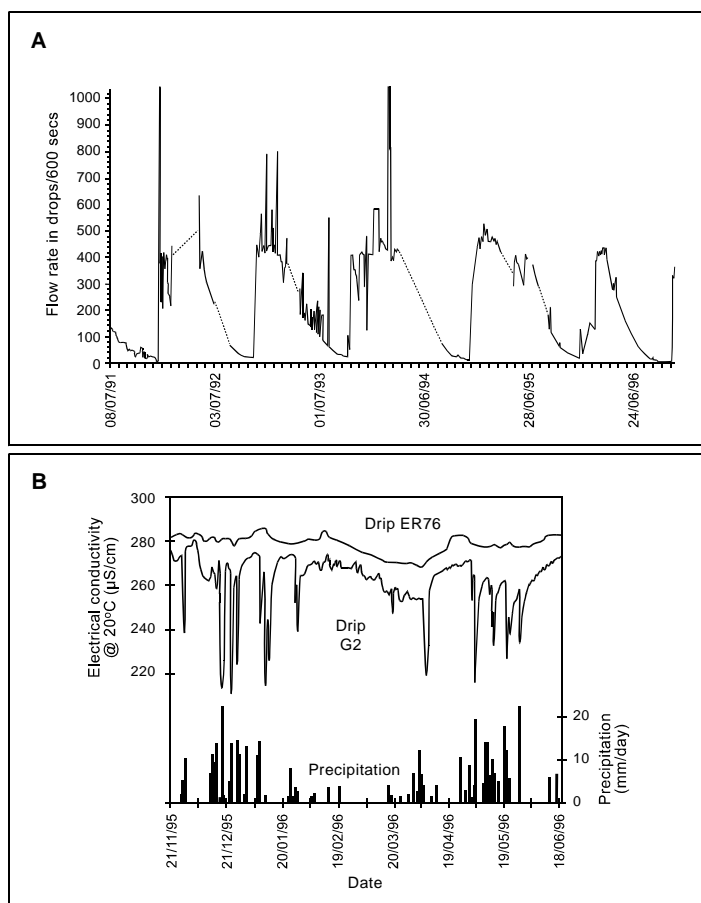 A
Flow rate in drops/600 secs
1000
900
800
700
600
500
400
300
200
100
0
08/07/91
03/07/92
01/07/93
30/06/94
28/06/95
24/06/96
B
Electrical conductivity
@ 20°C (µS/cm)
300
280
260
240
220
Drip ER76
Drip
G2
Precipitation
20
10
0
Precipitation
(mm/day)
21/11/95
21/12/95
20/01/96
19/02/96
20/03/96
19/04/96
19/05/96
18/06/96
Date